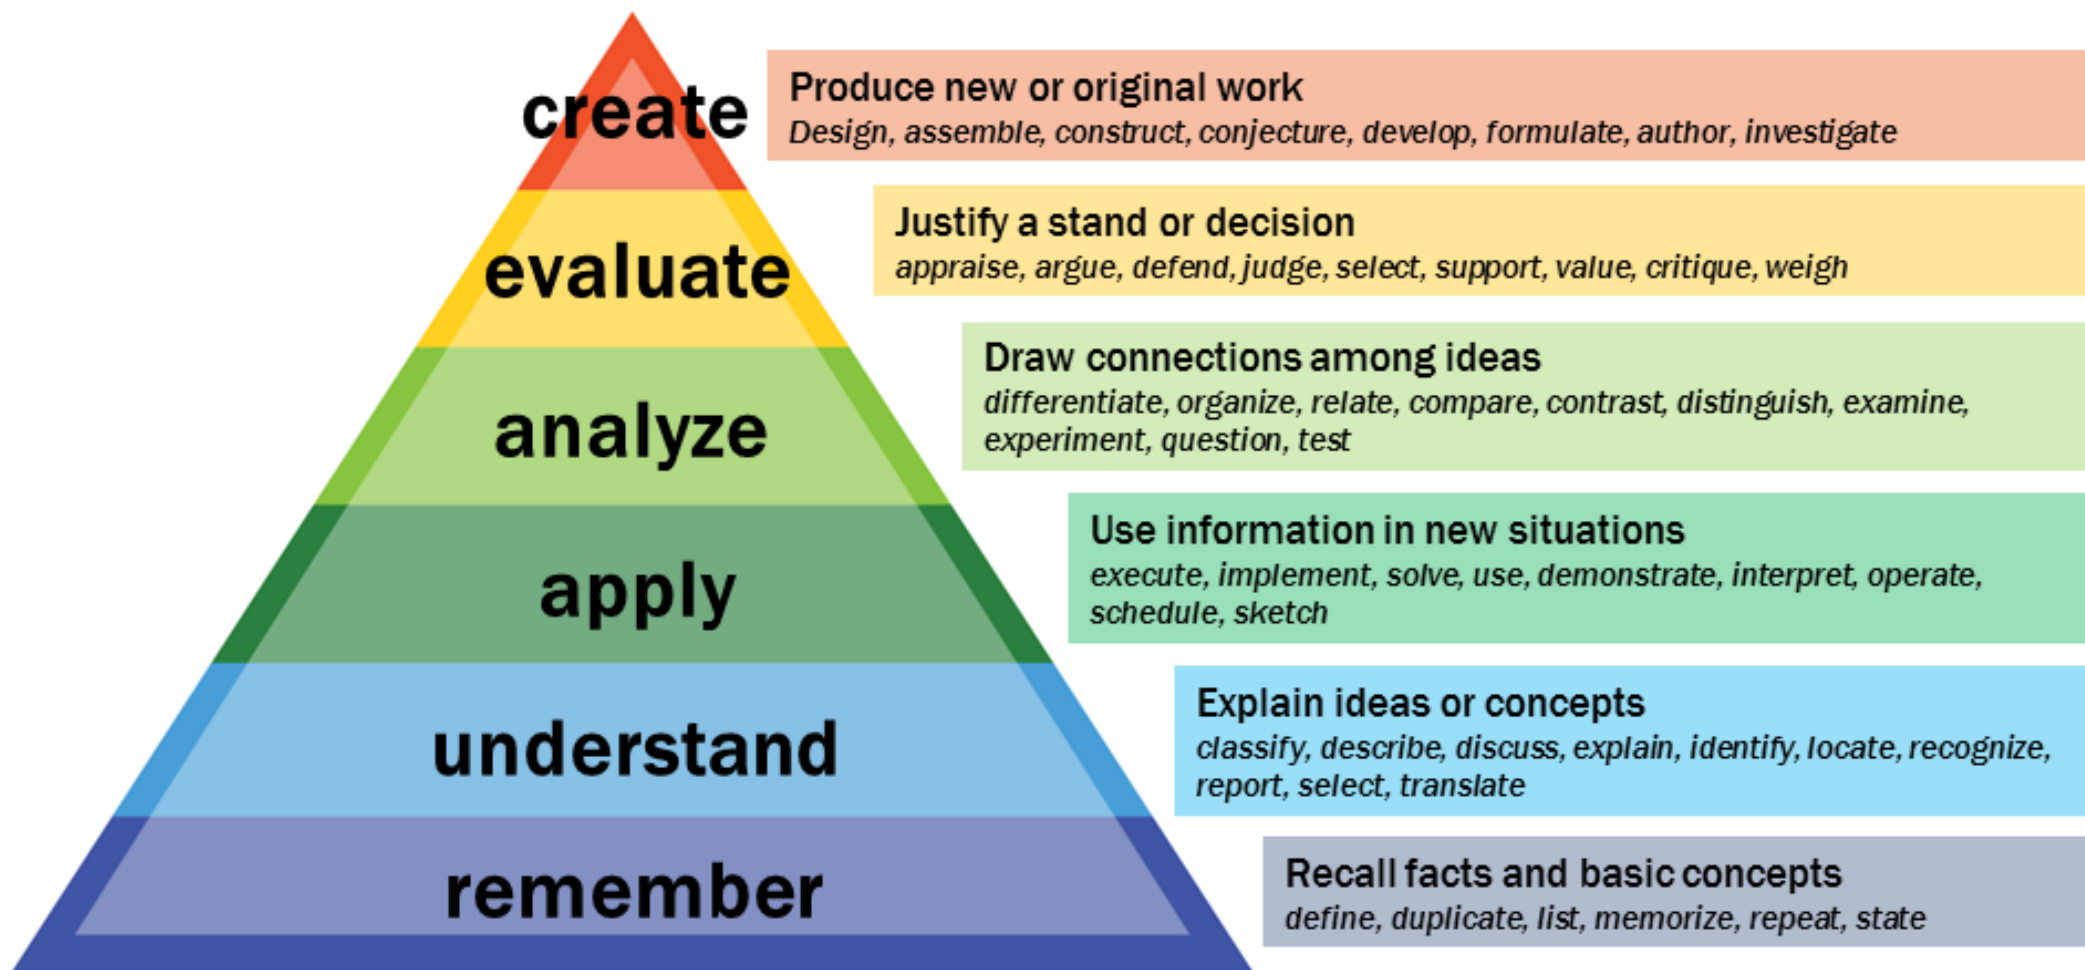 create
Produce new or original work
Design, assemble, construct, conjecture, develop, formulate, author, investigate
evaluate
Justify a stand or decision
appraise, argue, defend, judge, select, support, value, critique, weigh
analyze
Draw connections among ideas
differentiate, organize, relate, compare, contrast, distinguish, examine,
experiment, question, test
apply
Use information in new situations
execute, implement, solve, use, demonstrate, interpret, operate,
schedule, sketch
understand
Explain ideas or concepts
classify, describe, discuss, explain, identify, locate, recognize,
report, select, translate
remember
Recall facts and basic concepts
define, duplicate, list, memorize, repeat, state